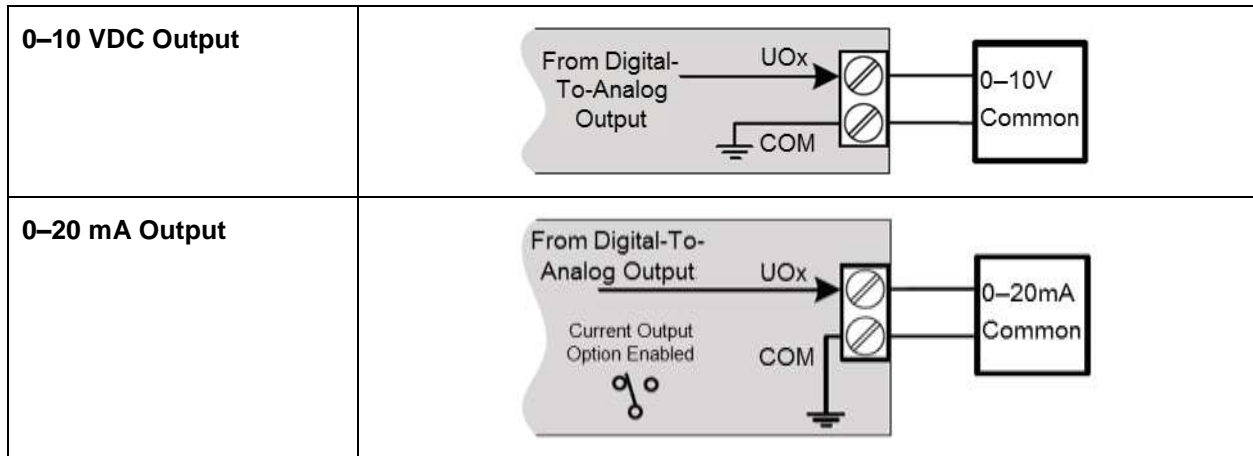 0–10 VDC Output
From Digital-
To-Analog
Output
UOx
COM
0–10V
Common
0–20 mA Output
From Digital-To-
Analog Output
UOx
Current Output
Option Enabled
COM
0–20mA
Common